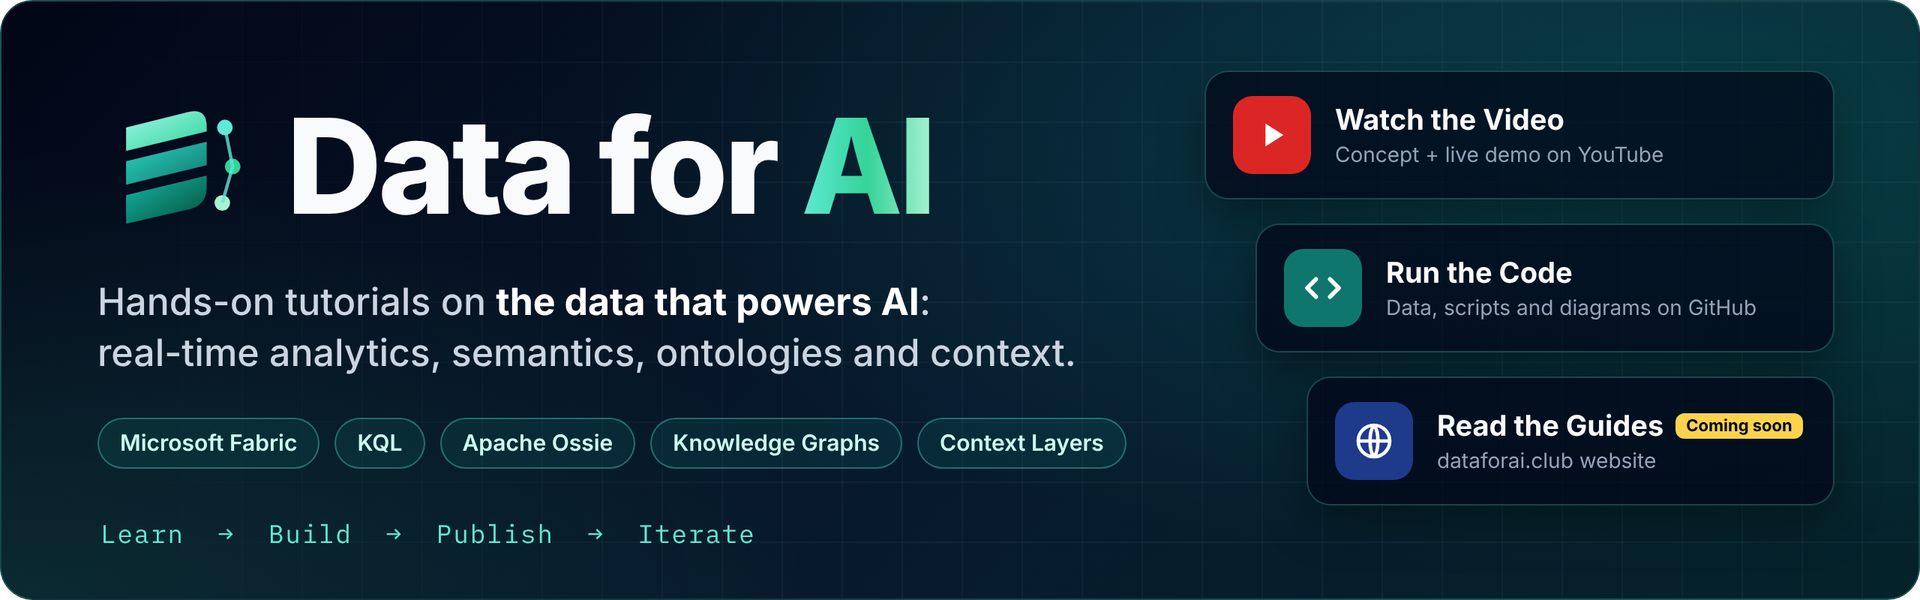 Data for AI
Hands-on tutorials on the data that powers AI:
real-time analytics, semantics, ontologies and context.
Microsoft Fabric
KQL
Apache Ossie
Knowledge Graphs
Context Layers
Learn → Build → Publish → Iterate
Watch the Video
Concept + live demo on YouTube
Run the Code
Data, scripts and diagrams on GitHub
Read the Guides Coming soon
dataforai.club website